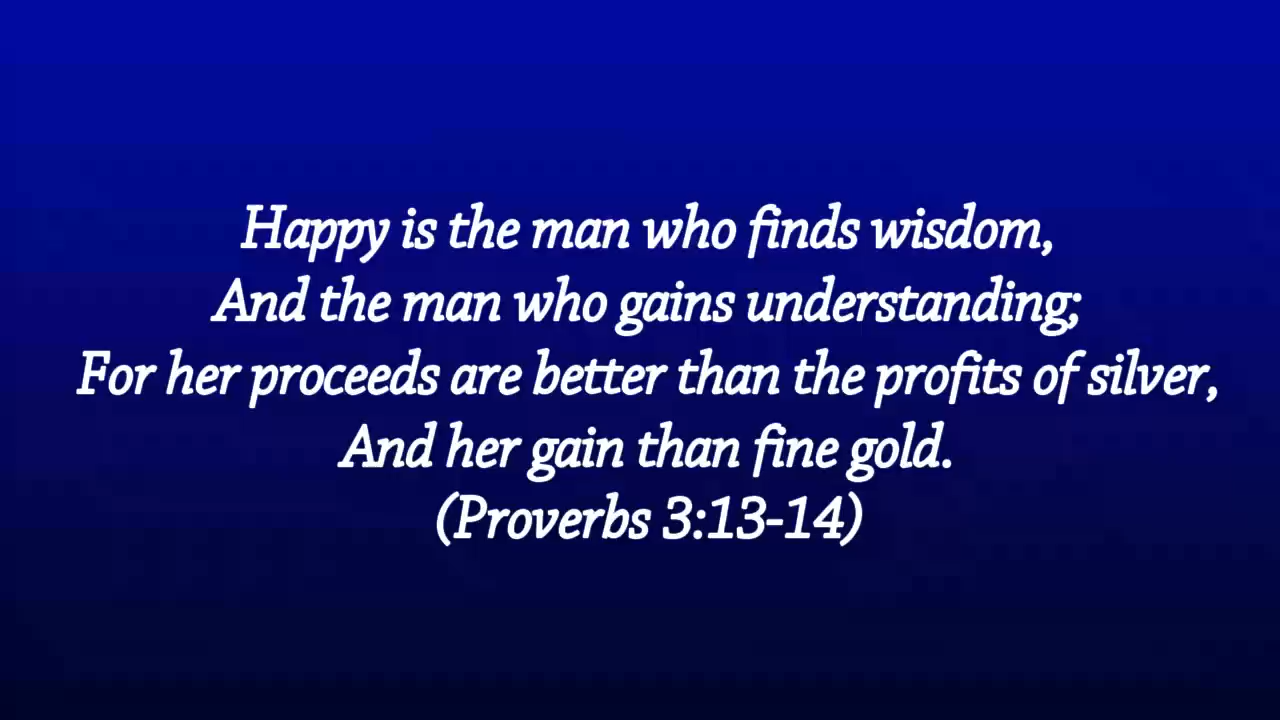 Happy is the man who finds wisdom,
And the man who gains understanding;
For her proceeds are better than the profits of silver,
And her gain than fine gold.
(Proverbs 3:13-14)